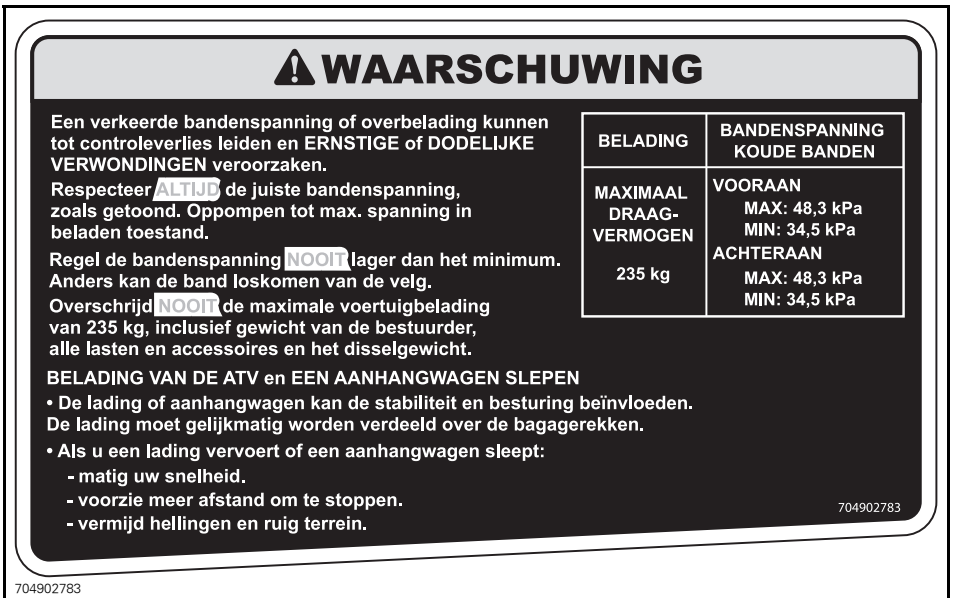 WAARSCHUWING
Een verkeerde bandenspanning of overbelading kunnen
tot controleverlies leiden en ERNSTIGE of DODELIJKE
VERWONDINGEN veroorzaken.
Respecteer ALTIJD de juiste bandenspanning,
zoals getoond. Oppompen tot max. spanning in
beladen toestand.
Regel de bandenspanning NOOIT lager dan het minimum.
Anders kan de band loskomen van de velg.
Overschrijd NOOIT de maximale voertuigbelading
van 235 kg, inclusief gewicht van de bestuurder,
alle lasten en accessoires en het disselgewicht.
BELADING
BANDENSPANNING
KOUDE BANDEN
MAXIMAAL
DRAAG-
VERMOGEN
235 kg
VOORAAN
MAX: 48,3 kPa
MIN: 34,5 kPa
ACHTERAAN
MAX: 48,3 kPa
MIN: 34,5 kPa
BELADING VAN DE ATV en EEN AANHANGWAGEN SLEPEN
• De lading of aanhangwagen kan de stabiliteit en besturing beïnvloeden.
De lading moet gelijkmatig worden verdeeld over de bagagerekken.
• Als u een lading vervoert of een aanhangwagen sleept:
- matig uw snelheid.
- voorzie meer afstand om te stoppen.
- vermijd hellingen en ruig terrein.
704902783
704902783